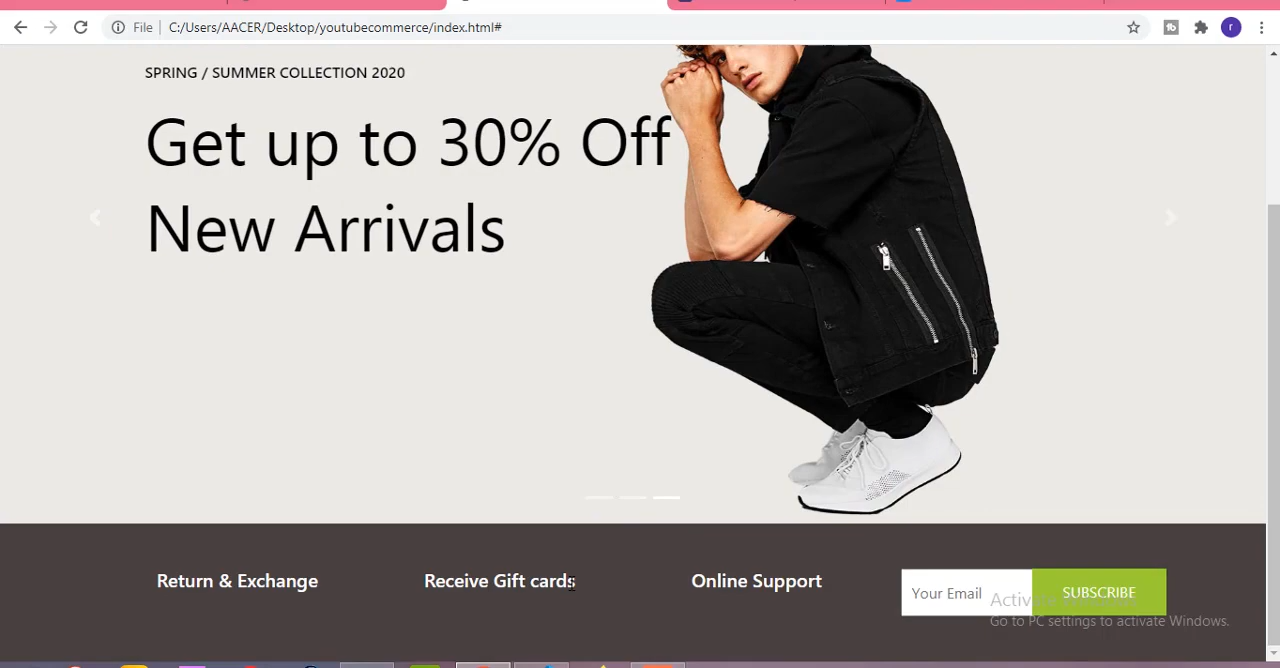 File
C:/Users/AACER/Desktop/youtubecommerce/index.html#
r
SPRING / SUMMER COLLECTION 2020
Get up to 30% Off
New Arrivals
Return & Exchange
Receive Gift cards
Online Support
Your Email
SUBSCRIBE
Activate Windows
Go to PC settings to activate Windows.